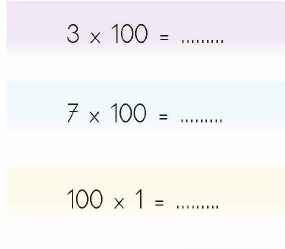 3 × 100 = .........
7 × 100 = .........
100 × 1 = .........